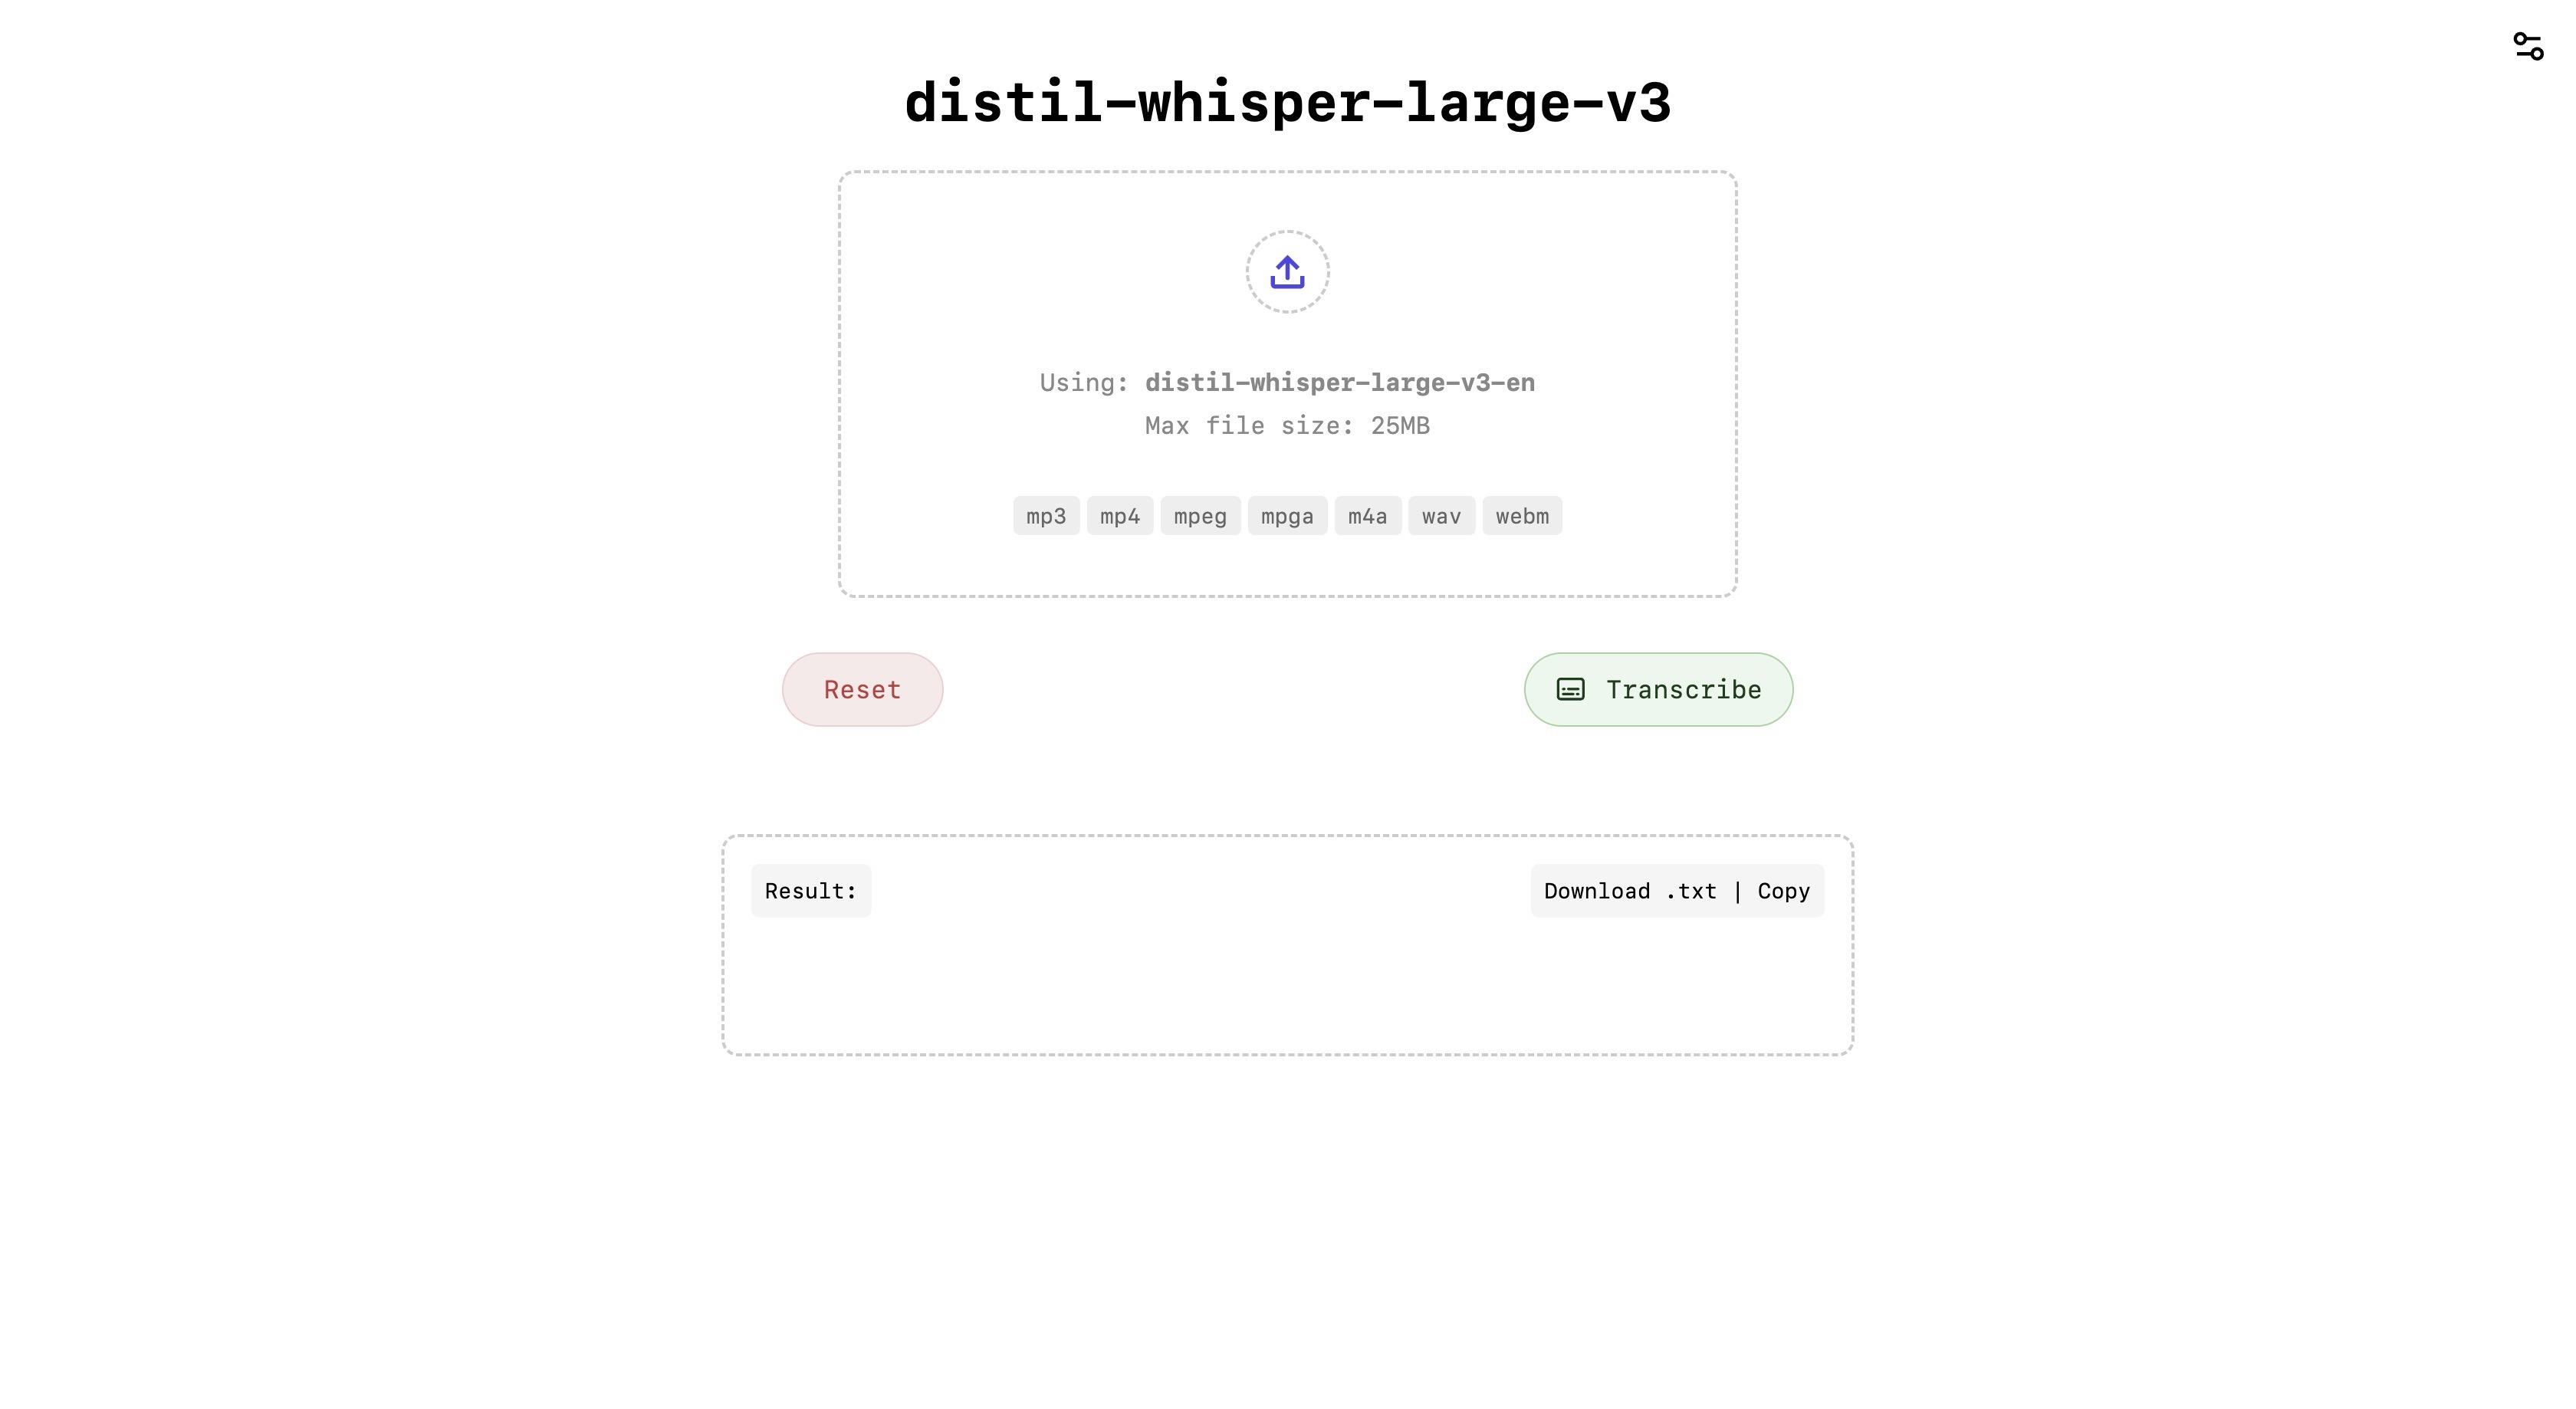 distil-whisper-large-v3
Using: distil-whisper-large-v3-en
Max file size: 25MB
mp3 mp4 mpeg mpga m4a wav webm
Reset
Transcribe
Result:
Download .txt | Copy